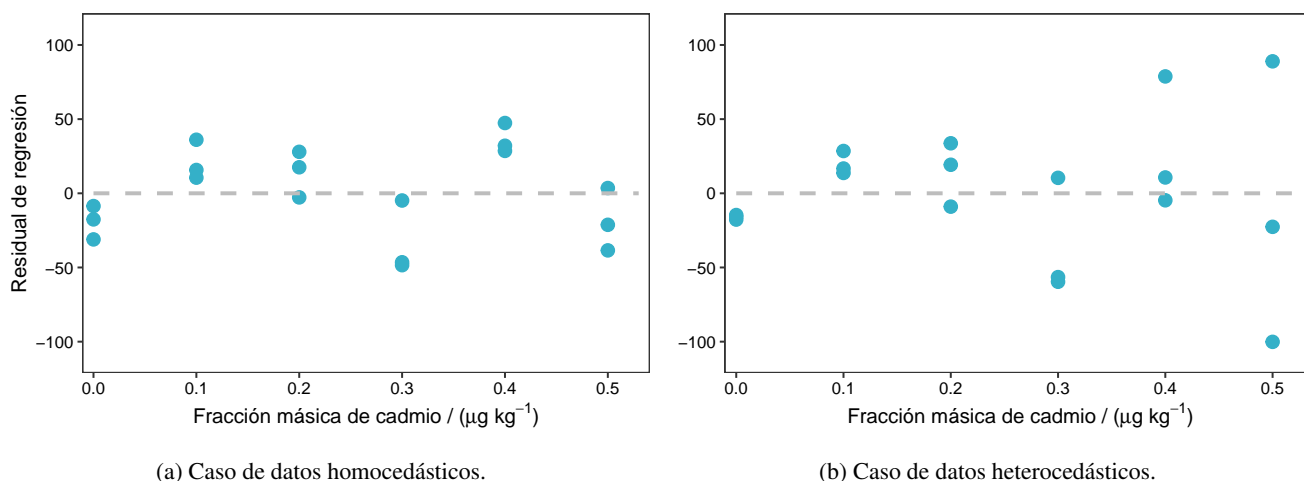 Residual de regresión
100
50
0
−50
−100
0.0 0.1 0.2 0.3 0.4 0.5
Fracción másica de cadmio / (μg kg⁻¹)
(a) Caso de datos homocedásticos.
100
50
0
−50
−100
0.0 0.1 0.2 0.3 0.4 0.5
Fracción másica de cadmio / (μg kg⁻¹)
(b) Caso de datos heterocedásticos.